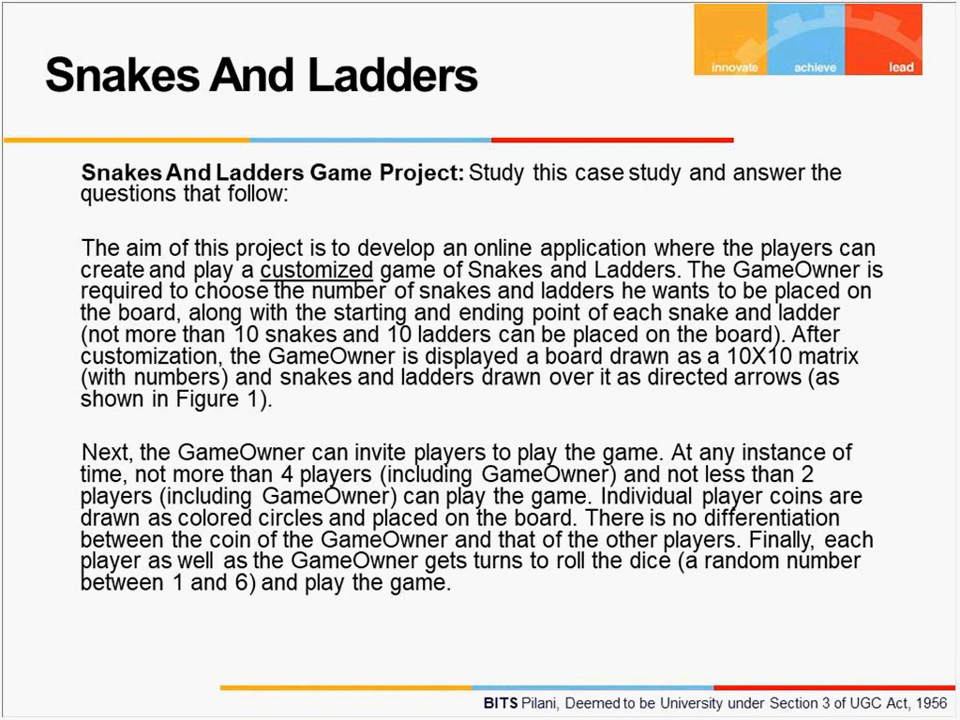 Snakes And Ladders
innovate achieve lead
Snakes And Ladders Game Project: Study this case study and answer the
questions that follow:
The aim of this project is to develop an online application where the players can
create and play a customized game of Snakes and Ladders. The GameOwner is
required to choose the number of snakes and ladders he wants to be placed on
the board, along with the starting and ending point of each snake and ladder
(not more than 10 snakes and 10 ladders can be placed on the board). After
customization, the GameOwner is displayed a board drawn as a 10X10 matrix
(with numbers) and snakes and ladders drawn over it as directed arrows (as
shown in Figure 1).
Next, the GameOwner can invite players to play the game. At any instance of
time, not more than 4 players (including GameOwner) and not less than 2
players (including GameOwner) can play the game. Individual player coins are
drawn as colored circles and placed on the board. There is no differentiation
between the coin of the GameOwner and that of the other players. Finally, each
player as well as the GameOwner gets turns to roll the dice (a random number
between 1 and 6) and play the game.
BITS Pilani, Deemed to be University under Section 3 of UGC Act, 1956